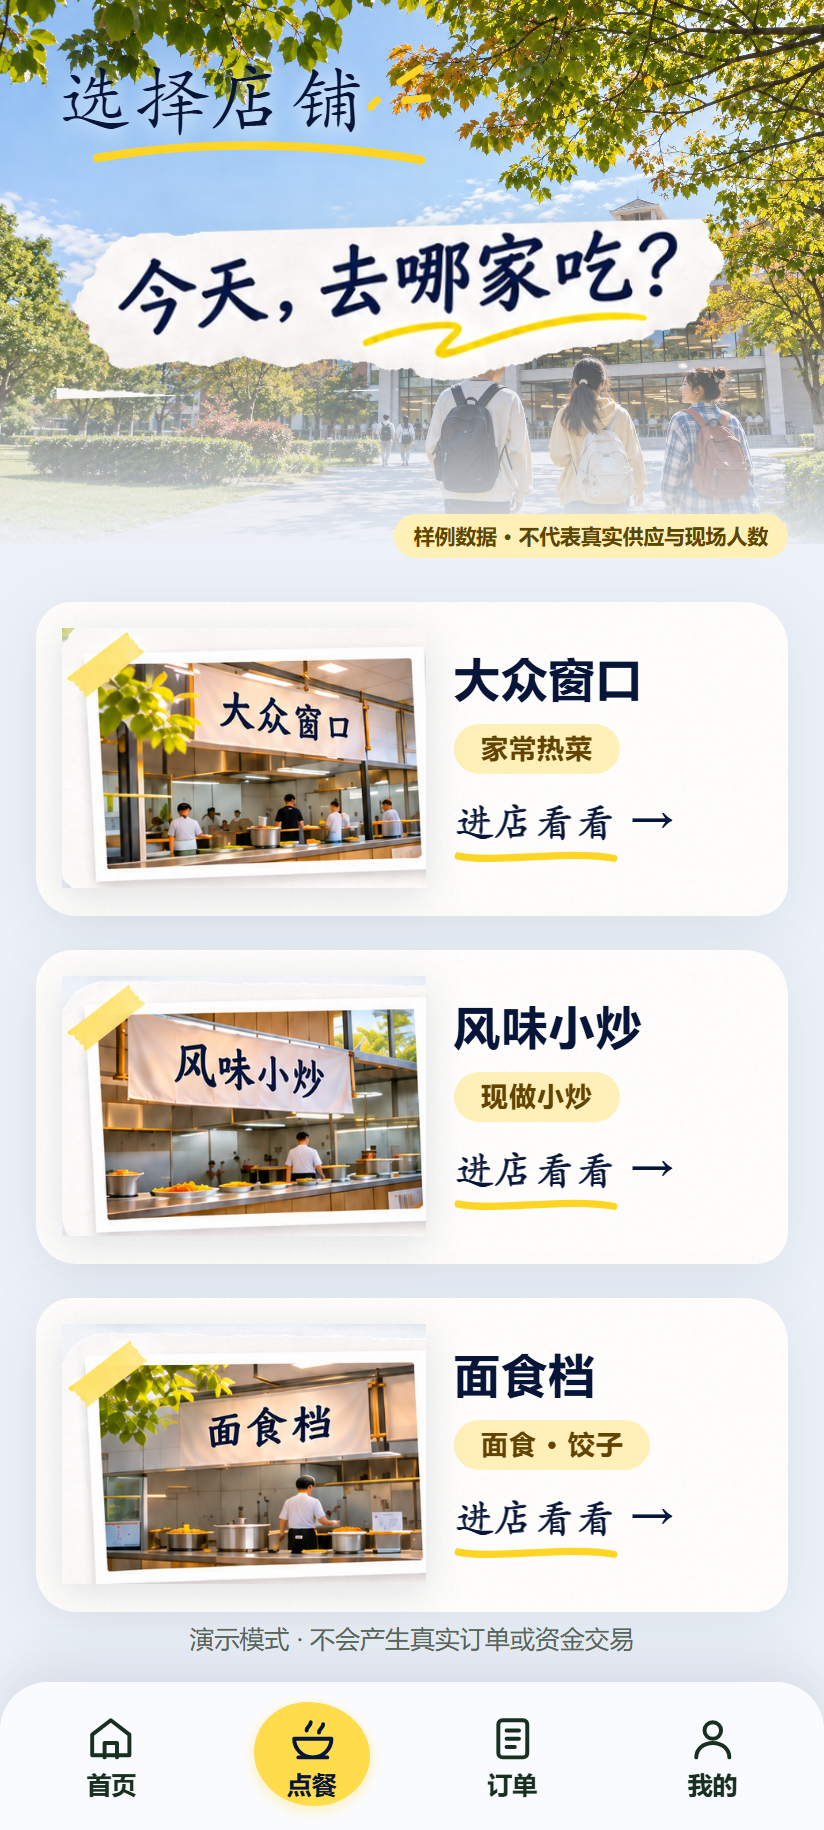 选择店铺
今天，去哪家吃？
样例数据·不代表真实供应与现场人数
大众窗口
大众窗口
家常热菜
进店看看 →
风味小炒
风味小炒
现做小炒
进店看看 →
面食档
面食档
面食·饺子
进店看看 →
演示模式·不会产生真实订单或资金交易
首页
点餐
订单
我的